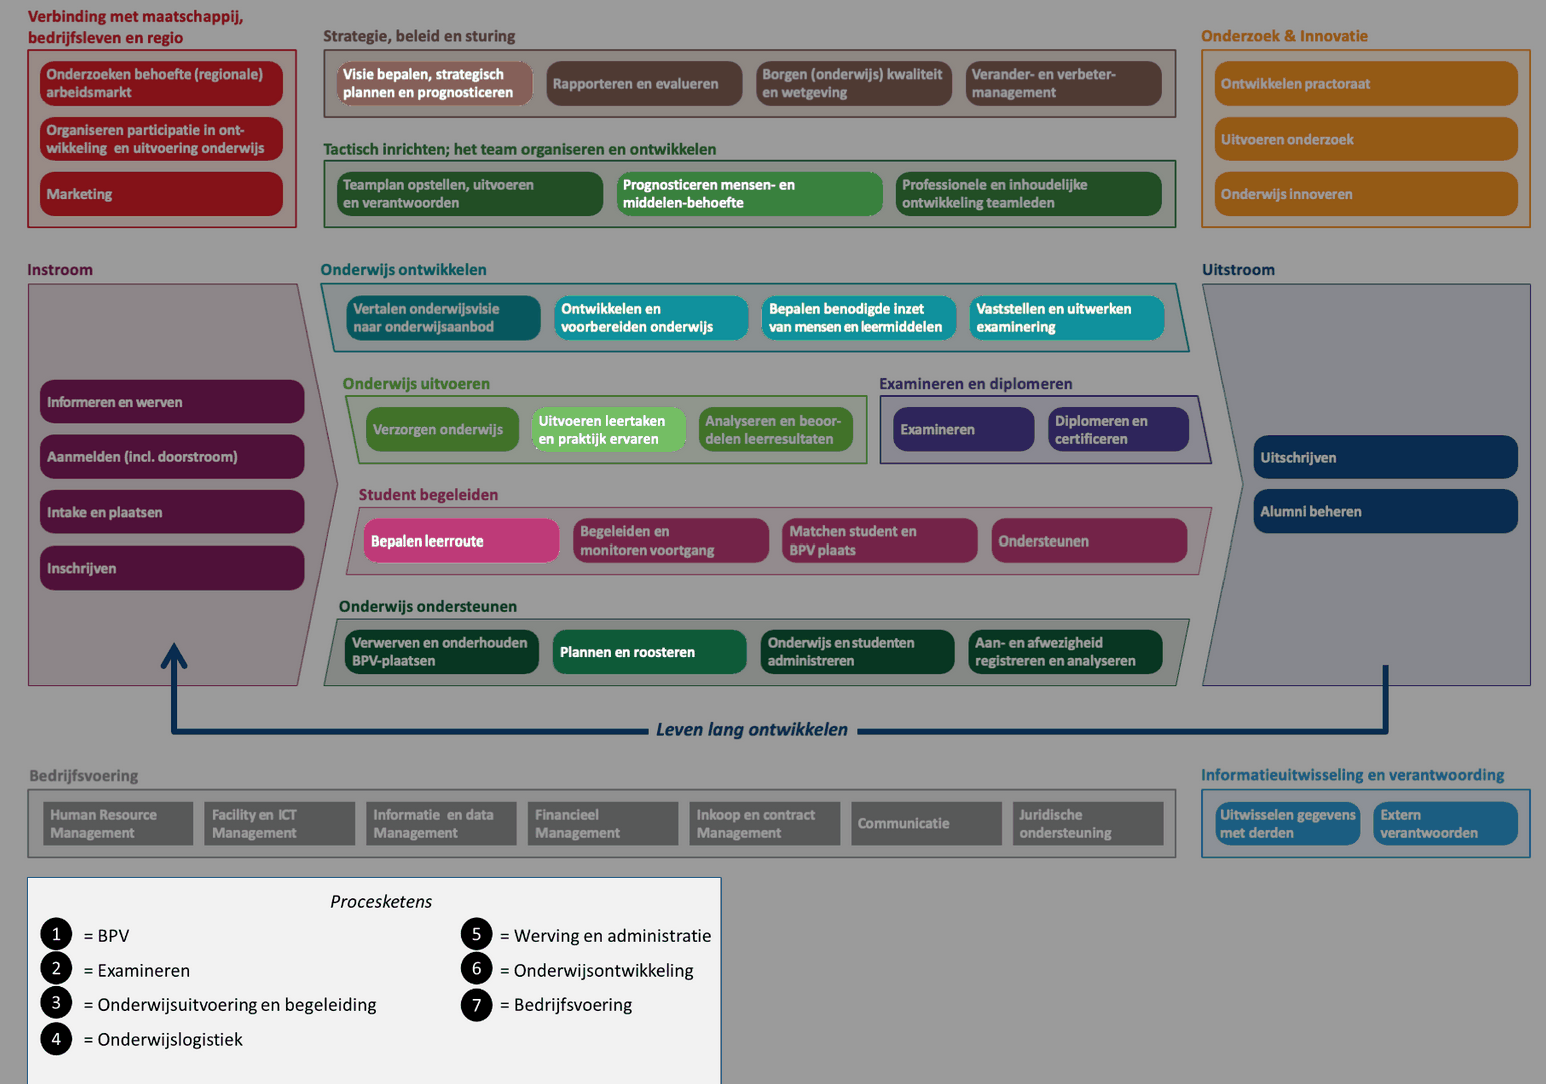 Verbinding met maatschappij,
bedrijfsleven en regio
Onderzoeken behoefte (regionale)
arbeidsmarkt
Organiseren participatie in ont-
wikkeling en uitvoering onderwijs
Marketing
Strategie, beleid en sturing
Visie bepalen, strategisch
plannen en prognosticeren
Rapporteren en evalueren
Borgen (onderwijs) kwaliteit
en wetgeving
Verander- en verbeter-
management
Tactisch inrichten; het team organiseren en ontwikkelen
Teamplan opstellen, uitvoeren
en verantwoorden
Prognosticeren mensen- en
middelen-behoefte
Professionele en inhoudelijke
ontwikkeling teamleden
Onderzoek & Innovatie
Ontwikkelen practoraat
Uitvoeren onderzoek
Onderwijs innoveren
Instroom
Informeren en werven
Aanmelden (incl. doorstroom)
Intake en plaatsen
Inschrijven
Onderwijs ontwikkelen
Vertalen onderwijsvisie
naar onderwijsaanbod
Ontwikkelen en
voorbereiden onderwijs
Bepalen benodigde inzet
van mensen en leermiddelen
Vaststellen en uitwerken
examinering
Onderwijs uitvoeren
Verzorgen onderwijs
Uitvoeren leertaken
en praktijk ervaren
Analyseren en beoor-
delen leerresultaten
Examineren en diplomeren
Examineren
Diplomeren en
certificeren
Student begeleiden
Bepalen leerroute
Begeleiden en
monitoren voortgang
Matchen student en
BPV plaats
Ondersteunen
Onderwijs ondersteunen
Verwerven en onderhouden
BPV-plaatsen
Plannen en roosteren
Onderwijs en studenten
administreren
Aan- en afwezigheid
registreren en analyseren
Uitstroom
Uitschrijven
Alumni beheren
Leven lang ontwikkelen
Bedrijfsvoering
Human Resource
Management
Facility en ICT
Management
Informatie en data
Management
Financieel
Management
Inkoop en contract
Management
Communicatie
Juridische
ondersteuning
Informatieuitwisseling en verantwoording
Uitwisselen gegevens
met derden
Extern
verantwoorden
Procesketens
1 = BPV
2 = Examineren
3 = Onderwijsuitvoering en begeleiding
4 = Onderwijslogistiek
5 = Werving en administratie
6 = Onderwijsontwikkeling
7 = Bedrijfsvoering